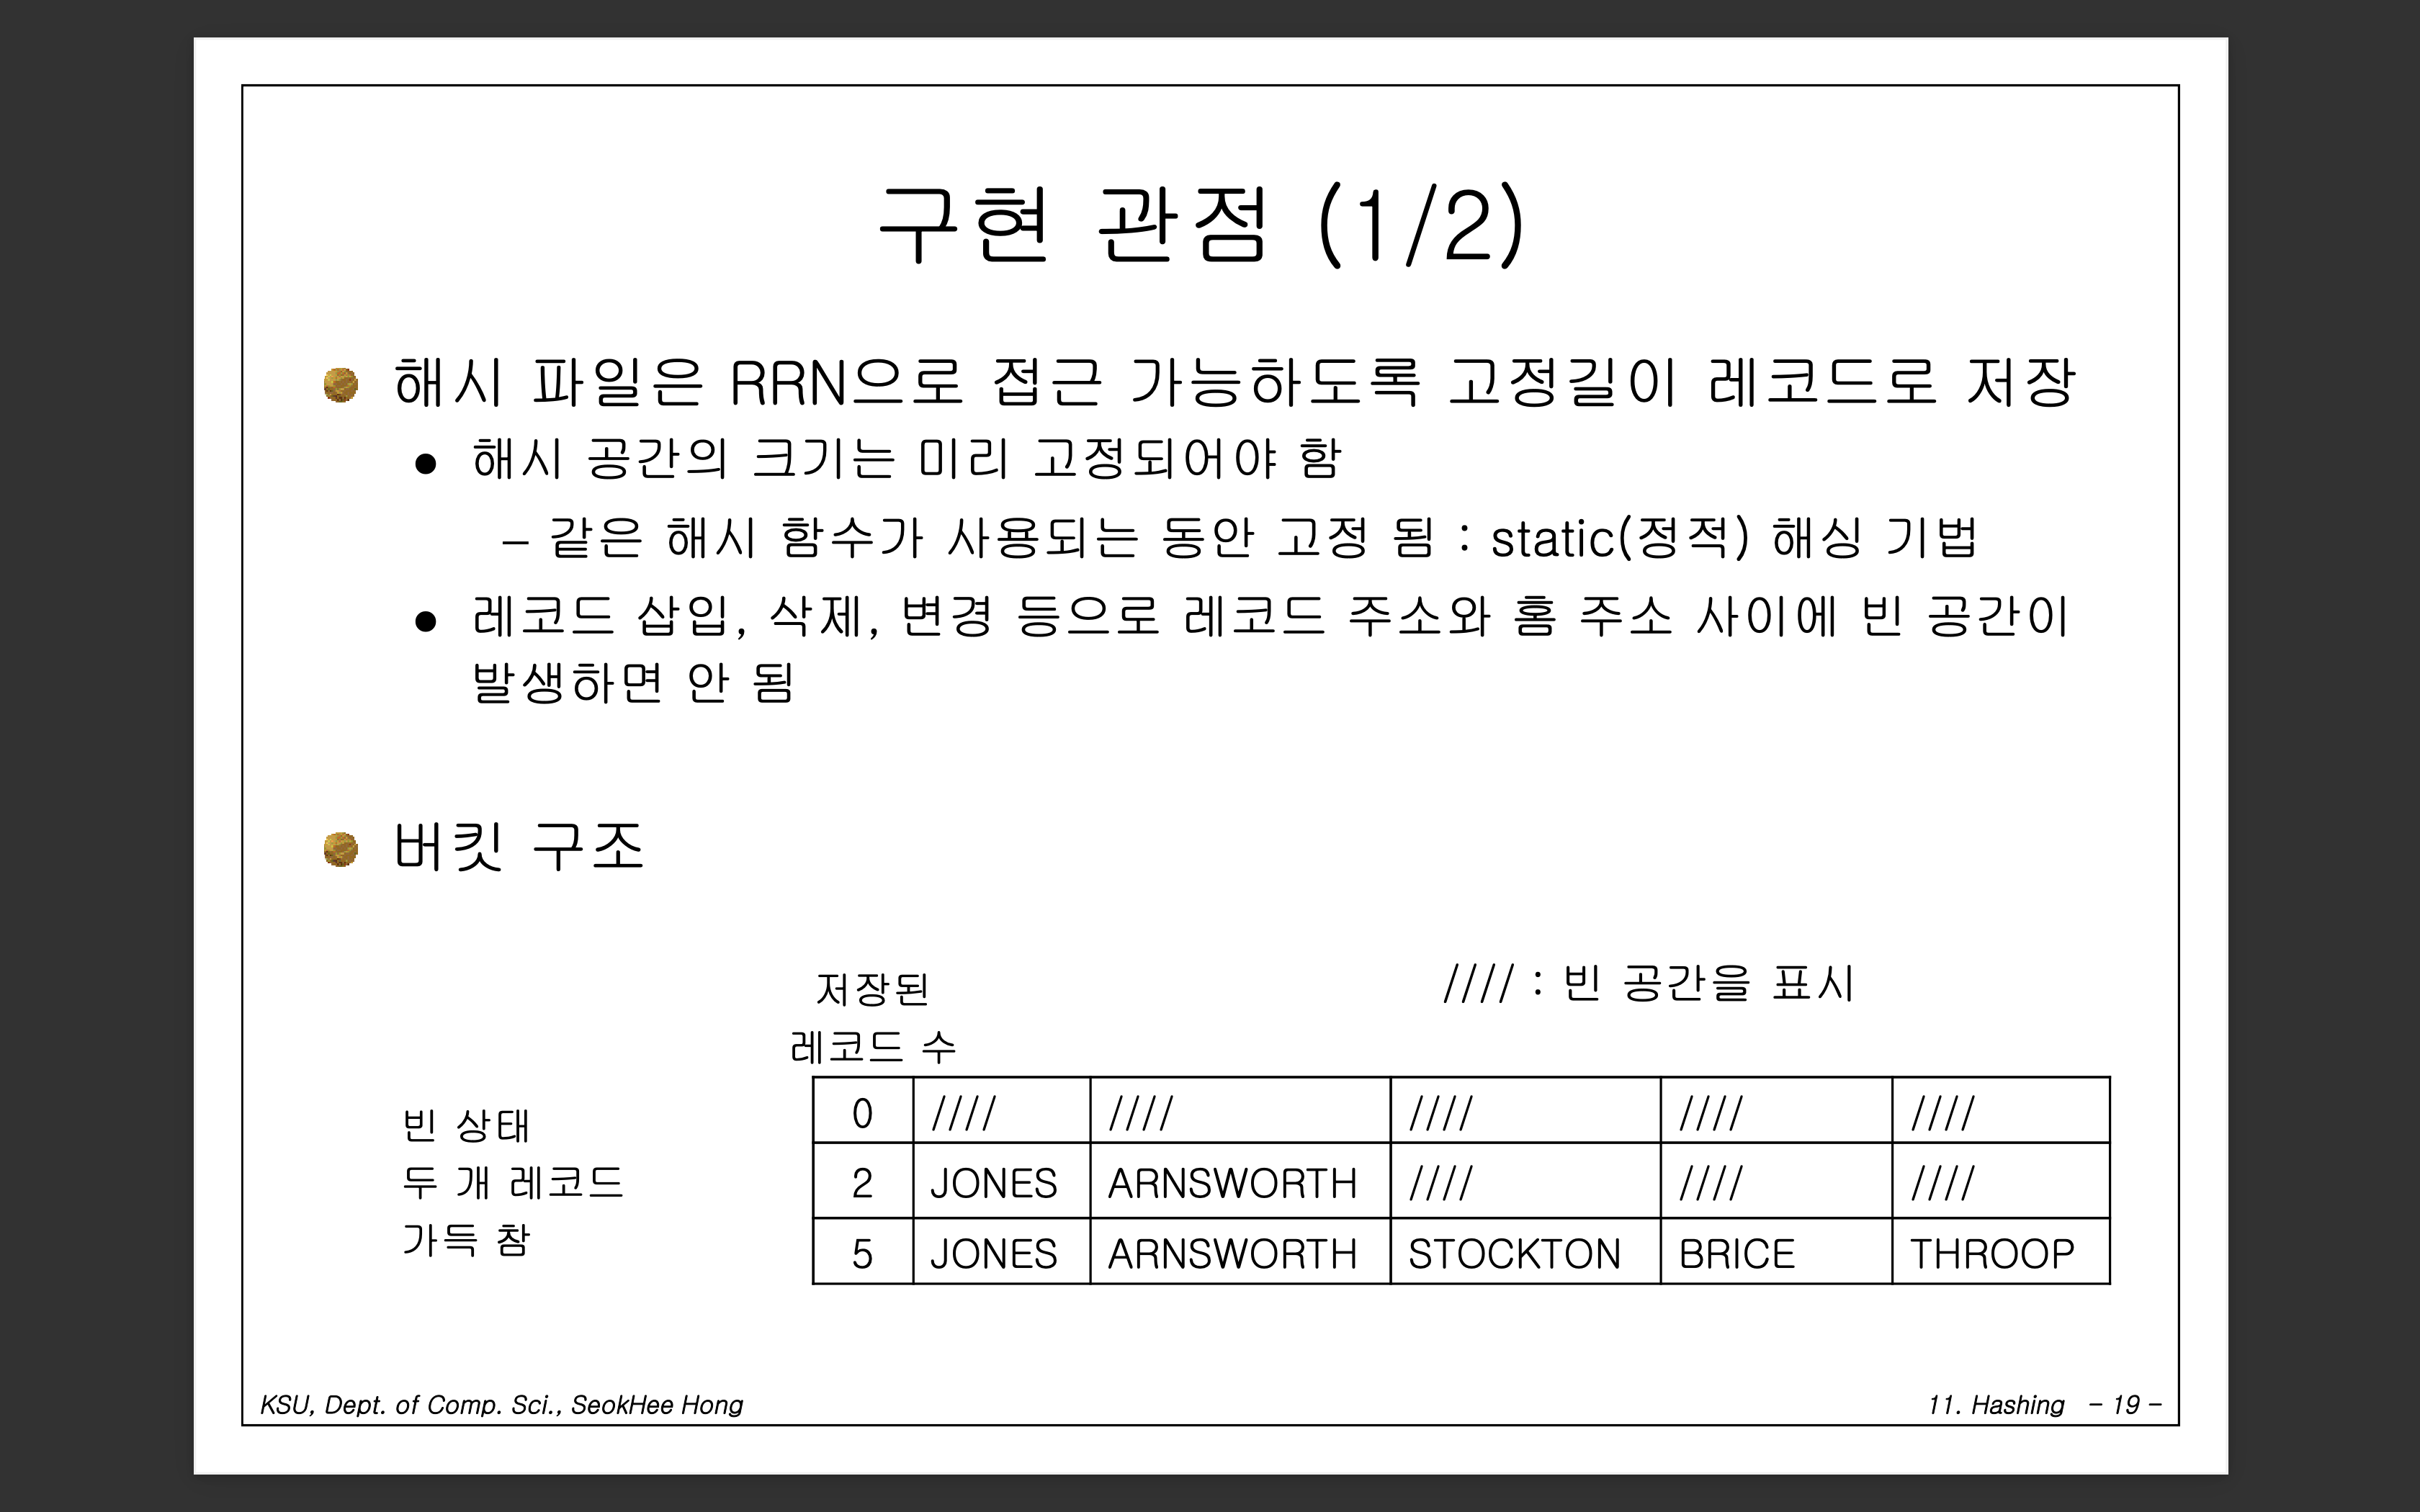 구현 관점 (1/2)
해시 파일은 RRN으로 접근 가능하도록 고정길이 레코드로 저장
● 해시 공간의 크기는 미리 고정되어야 함
– 같은 해시 함수가 사용되는 동안 고정 됨 : static(정적) 해싱 기법
● 레코드 삽입, 삭제, 변경 등으로 레코드 주소와 홈 주소 사이에 빈 공간이
발생하면 안 됨
버킷 구조
저장된
레코드 수
//// : 빈 공간을 표시
빈 상태 0 //// //// //// //// ////
두 개 레코드 2 JONES ARNSWORTH //// //// ////
가득 참 5 JONES ARNSWORTH STOCKTON BRICE THROOP
KSU, Dept. of Comp. Sci., SeokHee Hong
11. Hashing – 19 –